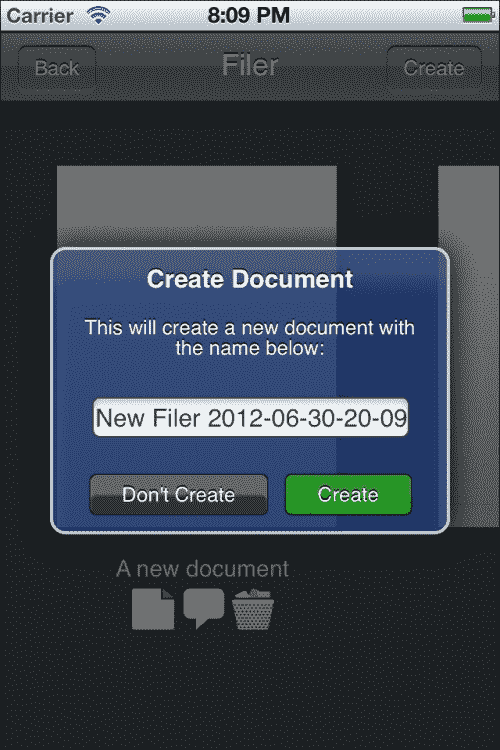 Carrier 8:09 PM
Back Filer Create
Create Document
This will create a new document with
the name below:
New Filer 2012-06-30-20-09
Don't Create Create
A new document